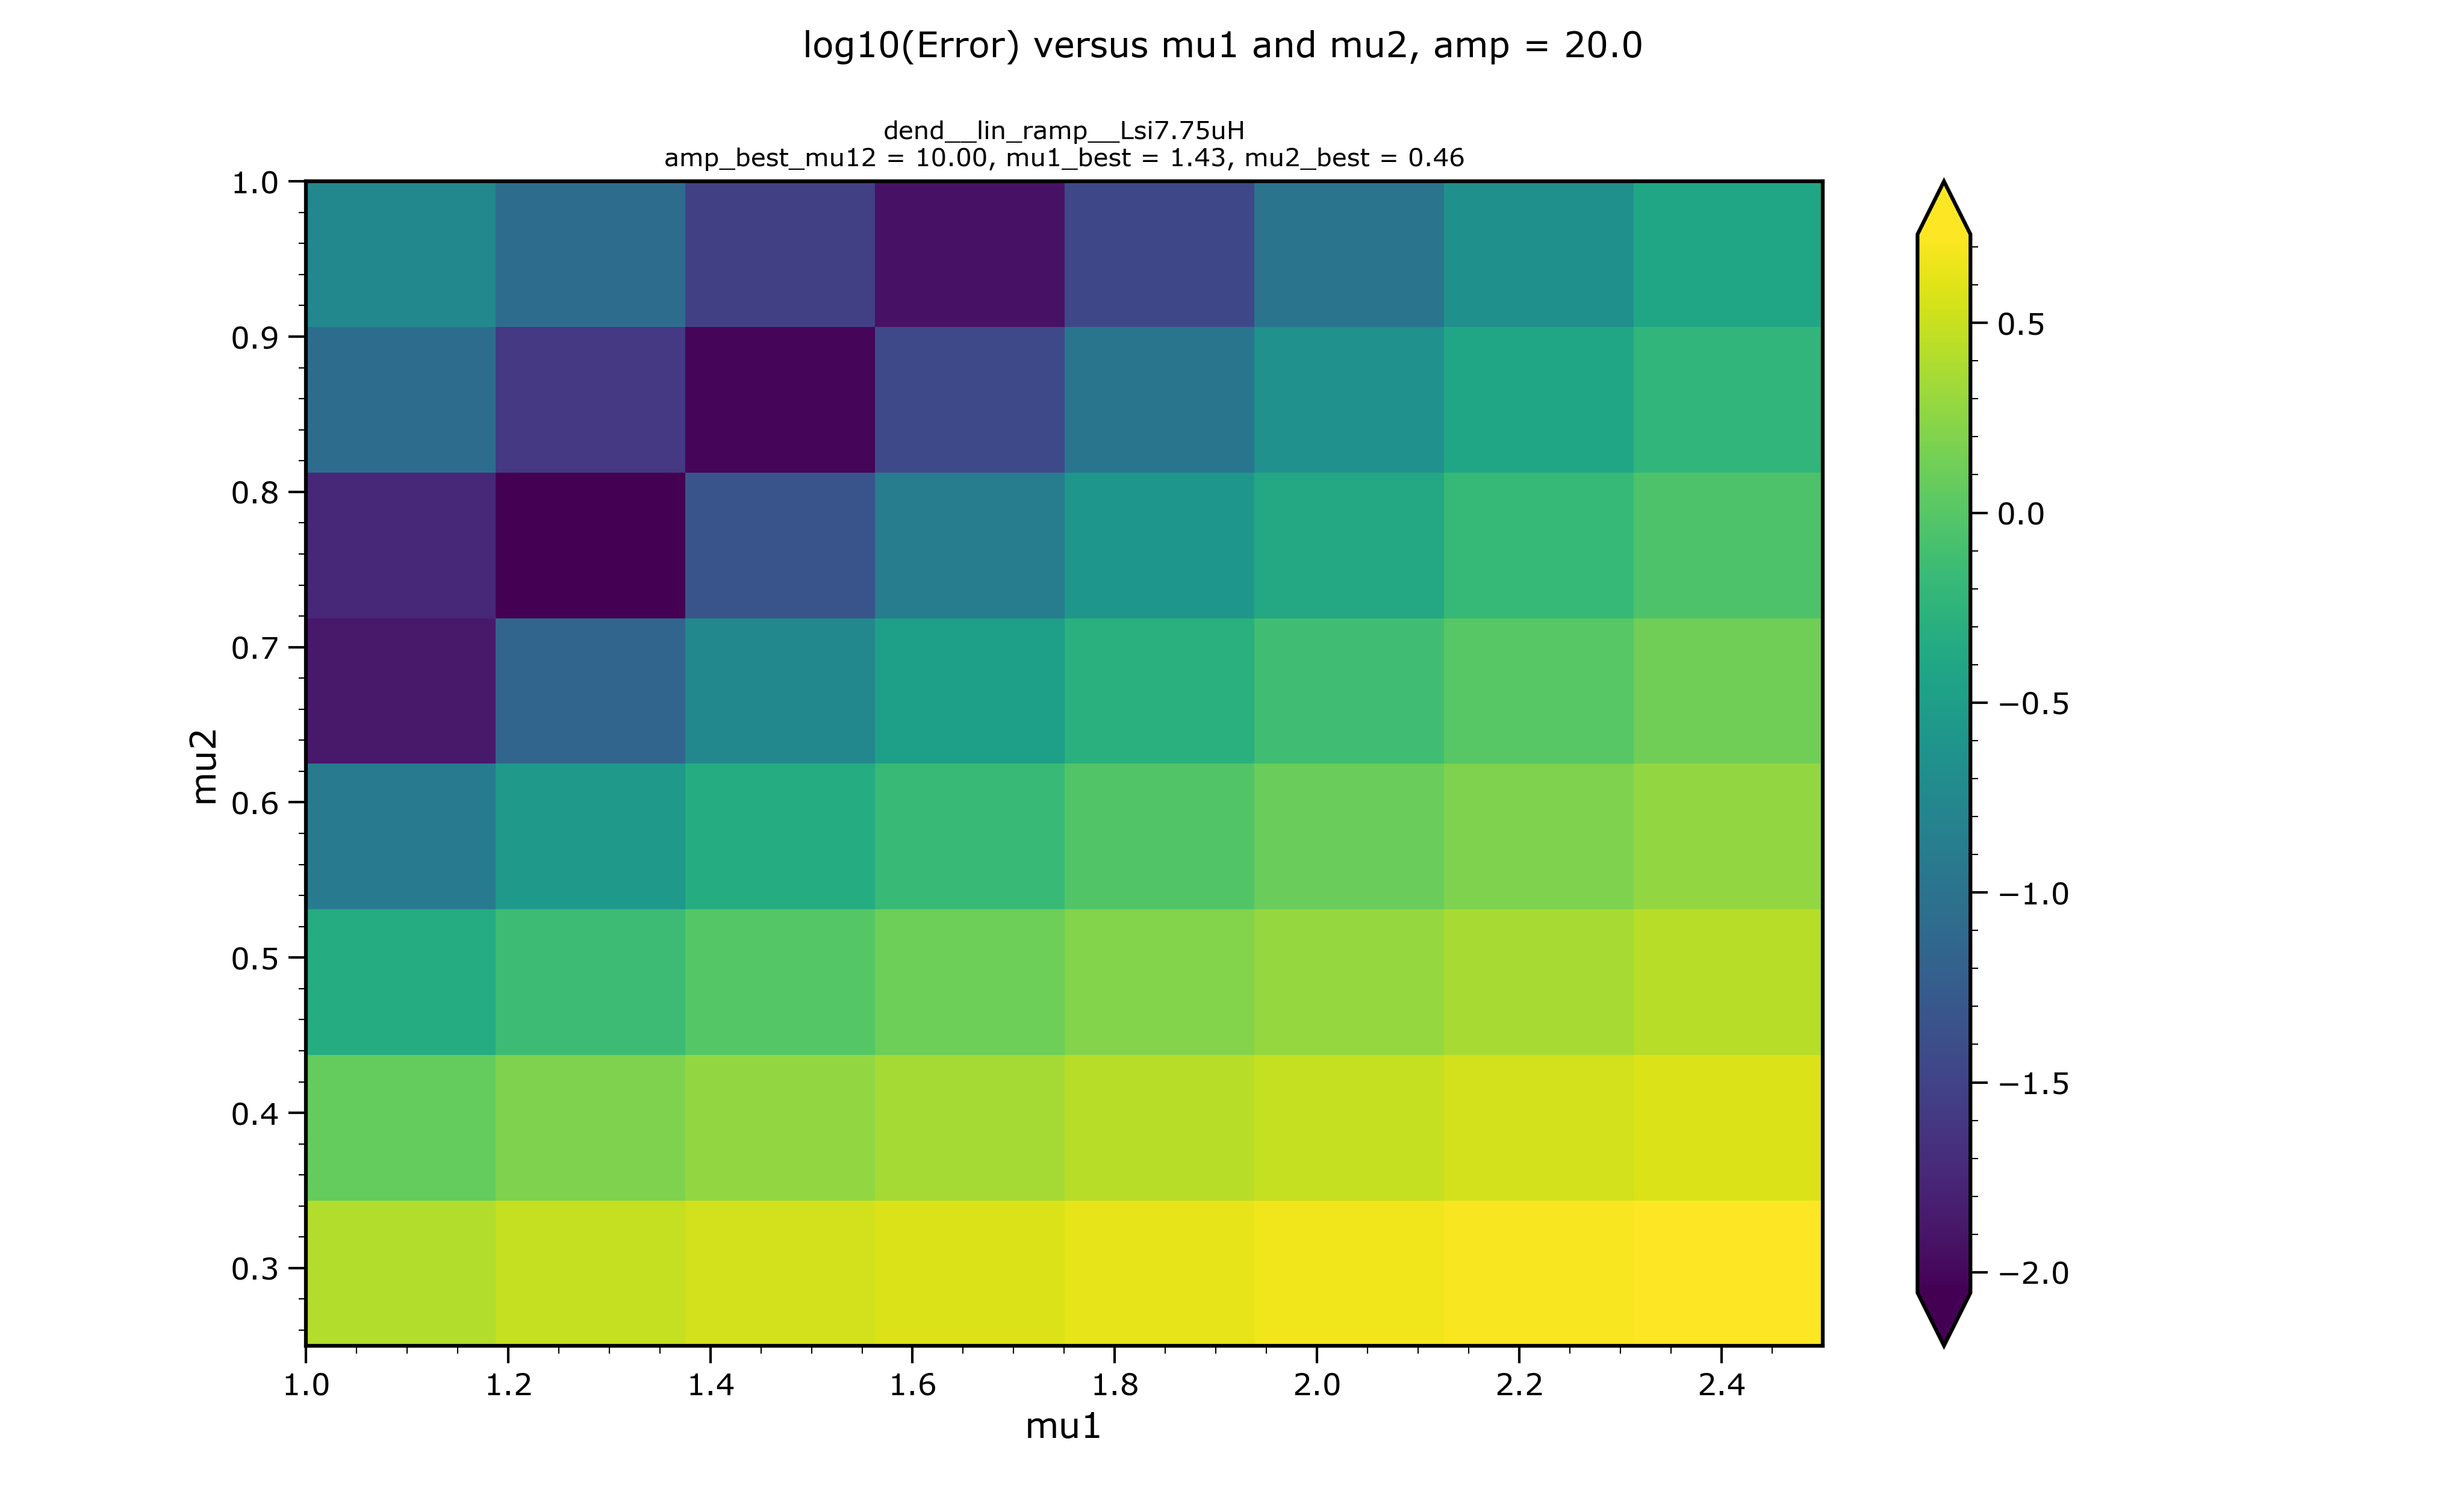 log10(Error) versus mu1 and mu2, amp = 20.0
dend__lin_ramp__Lsi7.75uH
amp_best_mu12 = 10.00, mu1_best = 1.43, mu2_best = 0.46
1.0
0.9
0.8
0.7
0.6
0.5
0.4
0.3
mu2
1.0 1.2 1.4 1.6 1.8 2.0 2.2 2.4
mu1
0.5
0.0
−0.5
−1.0
−1.5
−2.0